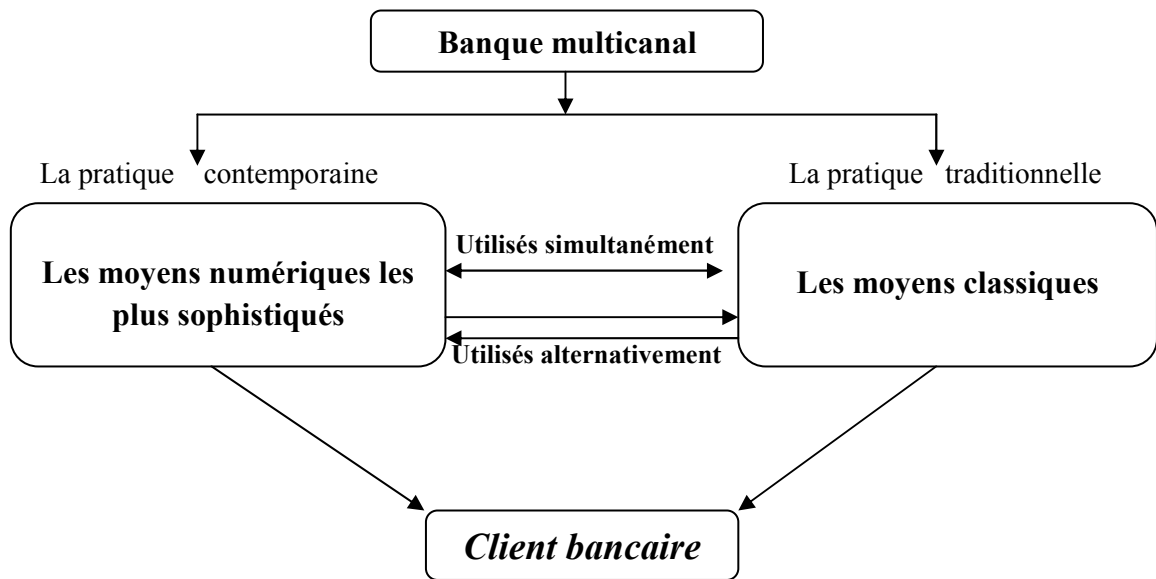 Banque multicanal
La pratique contemporaine
La pratique traditionnelle
Les moyens numériques les
plus sophistiqués
Utilisés simultanément
Utilisés alternativement
Les moyens classiques
Client bancaire